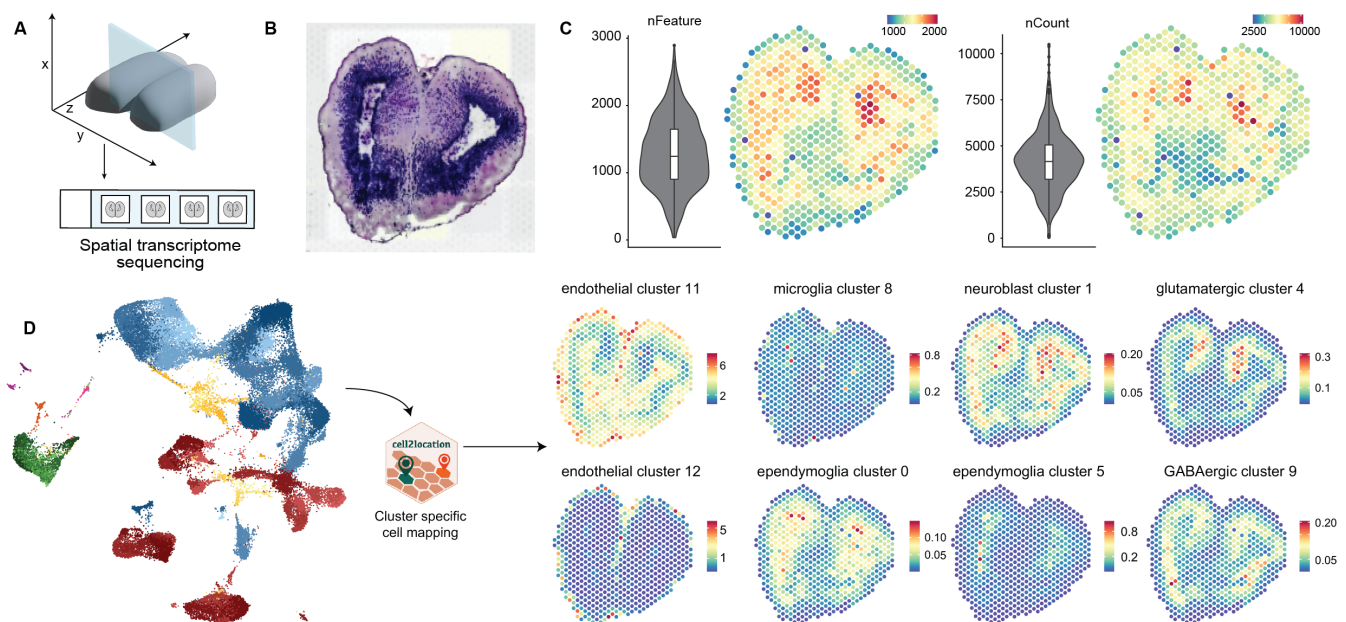 A
x
z
y
Spatial transcriptome
sequencing
B
C
nFeature
3000
2000
1000
0
1000 2000
nCount
10000
7500
5000
2500
0
2500 10000
D
cell2location
Cluster specific
cell mapping
endothelial cluster 11
6
2
microglia cluster 8
0.8
0.2
neuroblast cluster 1
0.20
0.05
glutamatergic cluster 4
0.3
0.1
endothelial cluster 12
5
1
ependymoglia cluster 0
0.10
0.05
ependymoglia cluster 5
0.8
0.2
GABAergic cluster 9
0.20
0.05